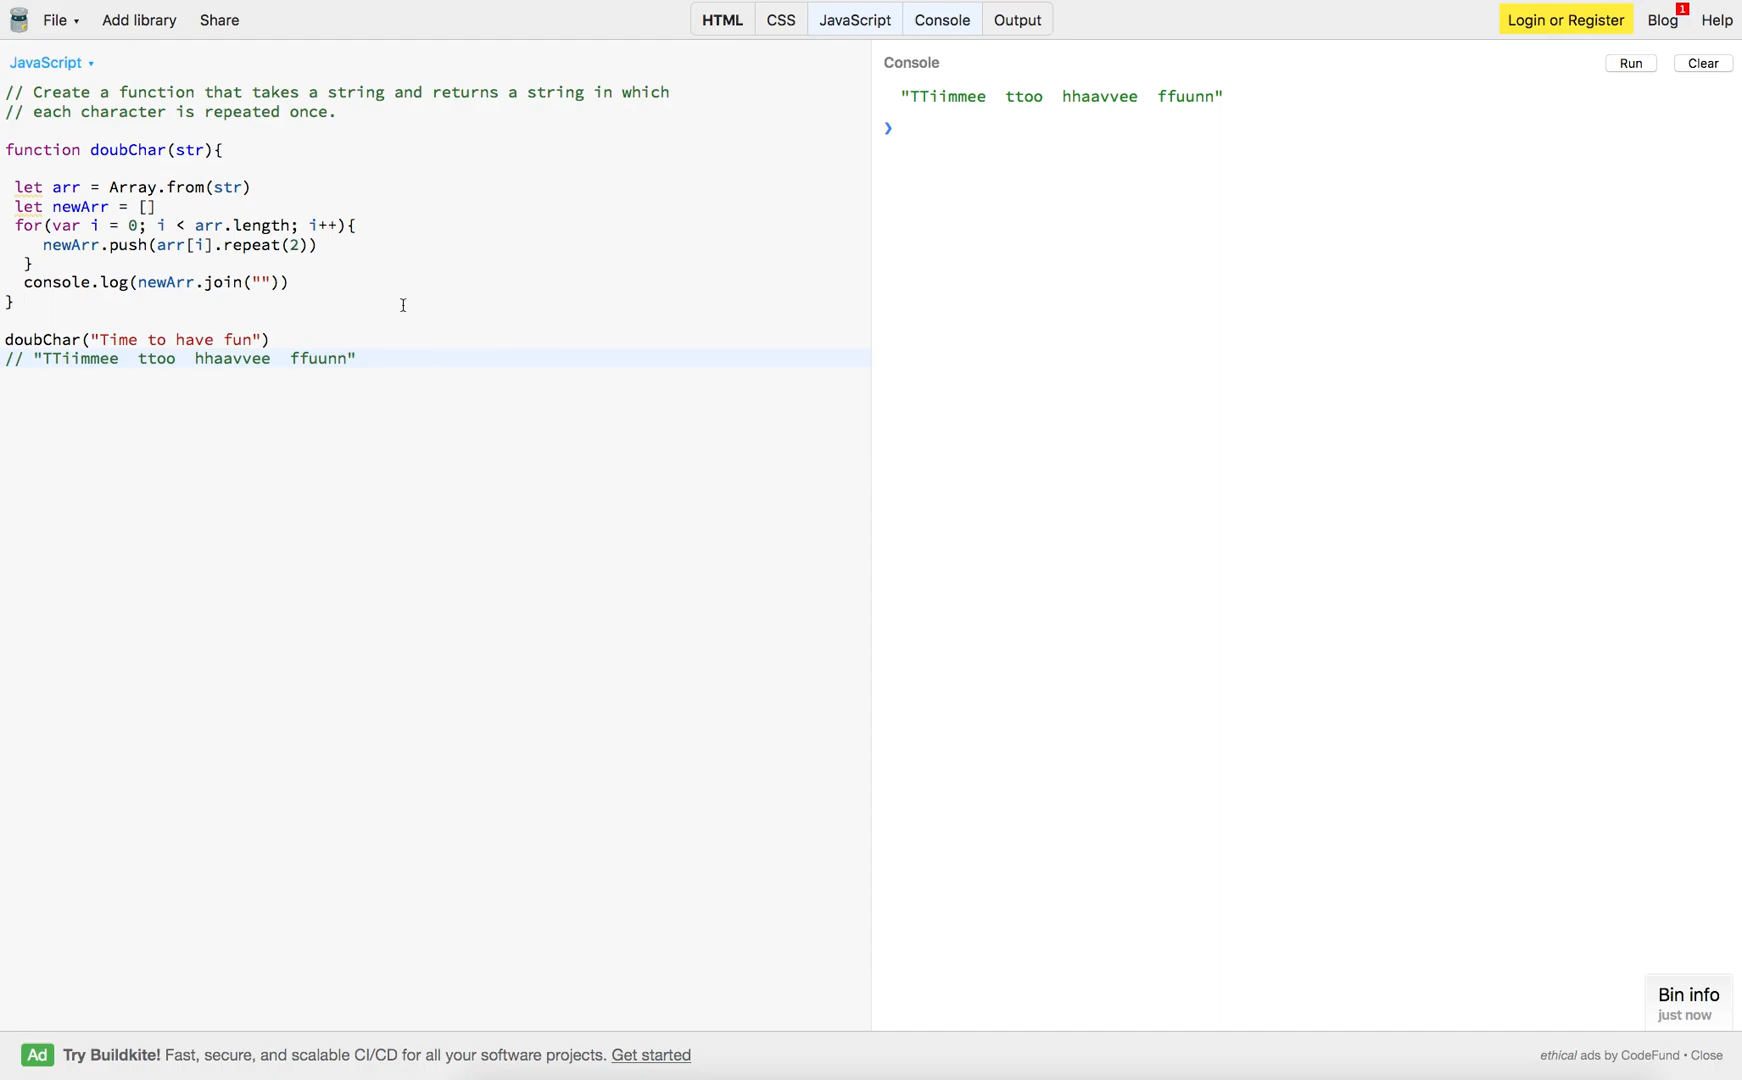 File ▾ Add library Share HTML CSS JavaScript Console Output Login or Register Blog 1 Help
JavaScript ▾
// Create a function that takes a string and returns a string in which
// each character is repeated once.
function doubChar(str){
let arr = Array.from(str)
let newArr = []
for(var i = 0; i < arr.length; i++){
newArr.push(arr[i].repeat(2))
}
console.log(newArr.join(""))
}
doubChar("Time to have fun")
// "TTiimmee  ttoo  hhaavvee  ffuunn"
Console Run Clear
"TTiimmee  ttoo  hhaavvee  ffuunn"
❯
Bin info
just now
Ad Try Buildkite! Fast, secure, and scalable CI/CD for all your software projects. Get started
ethical ads by CodeFund • Close